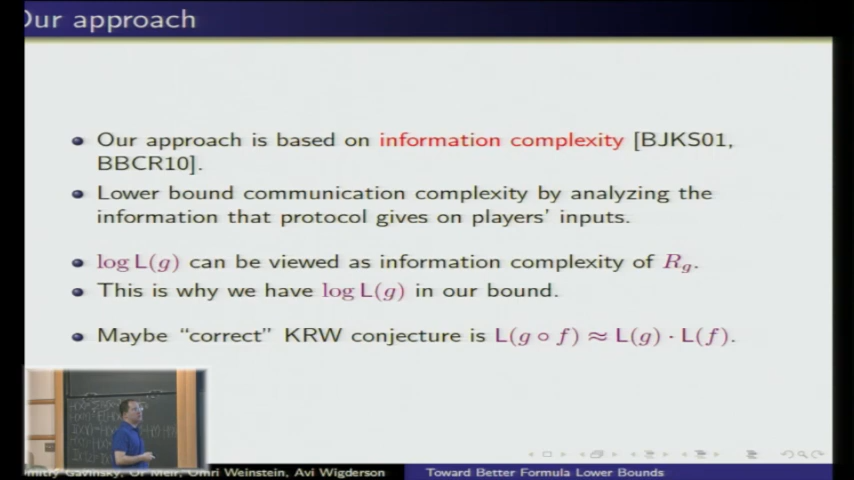 Our approach
Our approach is based on information complexity [BJKS01,
BBCR10].
Lower bound communication complexity by analyzing the
information that protocol gives on players' inputs.
log L(g) can be viewed as information complexity of R_g.
This is why we have log L(g) in our bound.
Maybe "correct" KRW conjecture is L(g ∘ f) ≈ L(g) · L(f).
Gavinsky, Or Meir, Omri Weinstein, Avi Wigderson
Toward Better Formula Lower Bounds